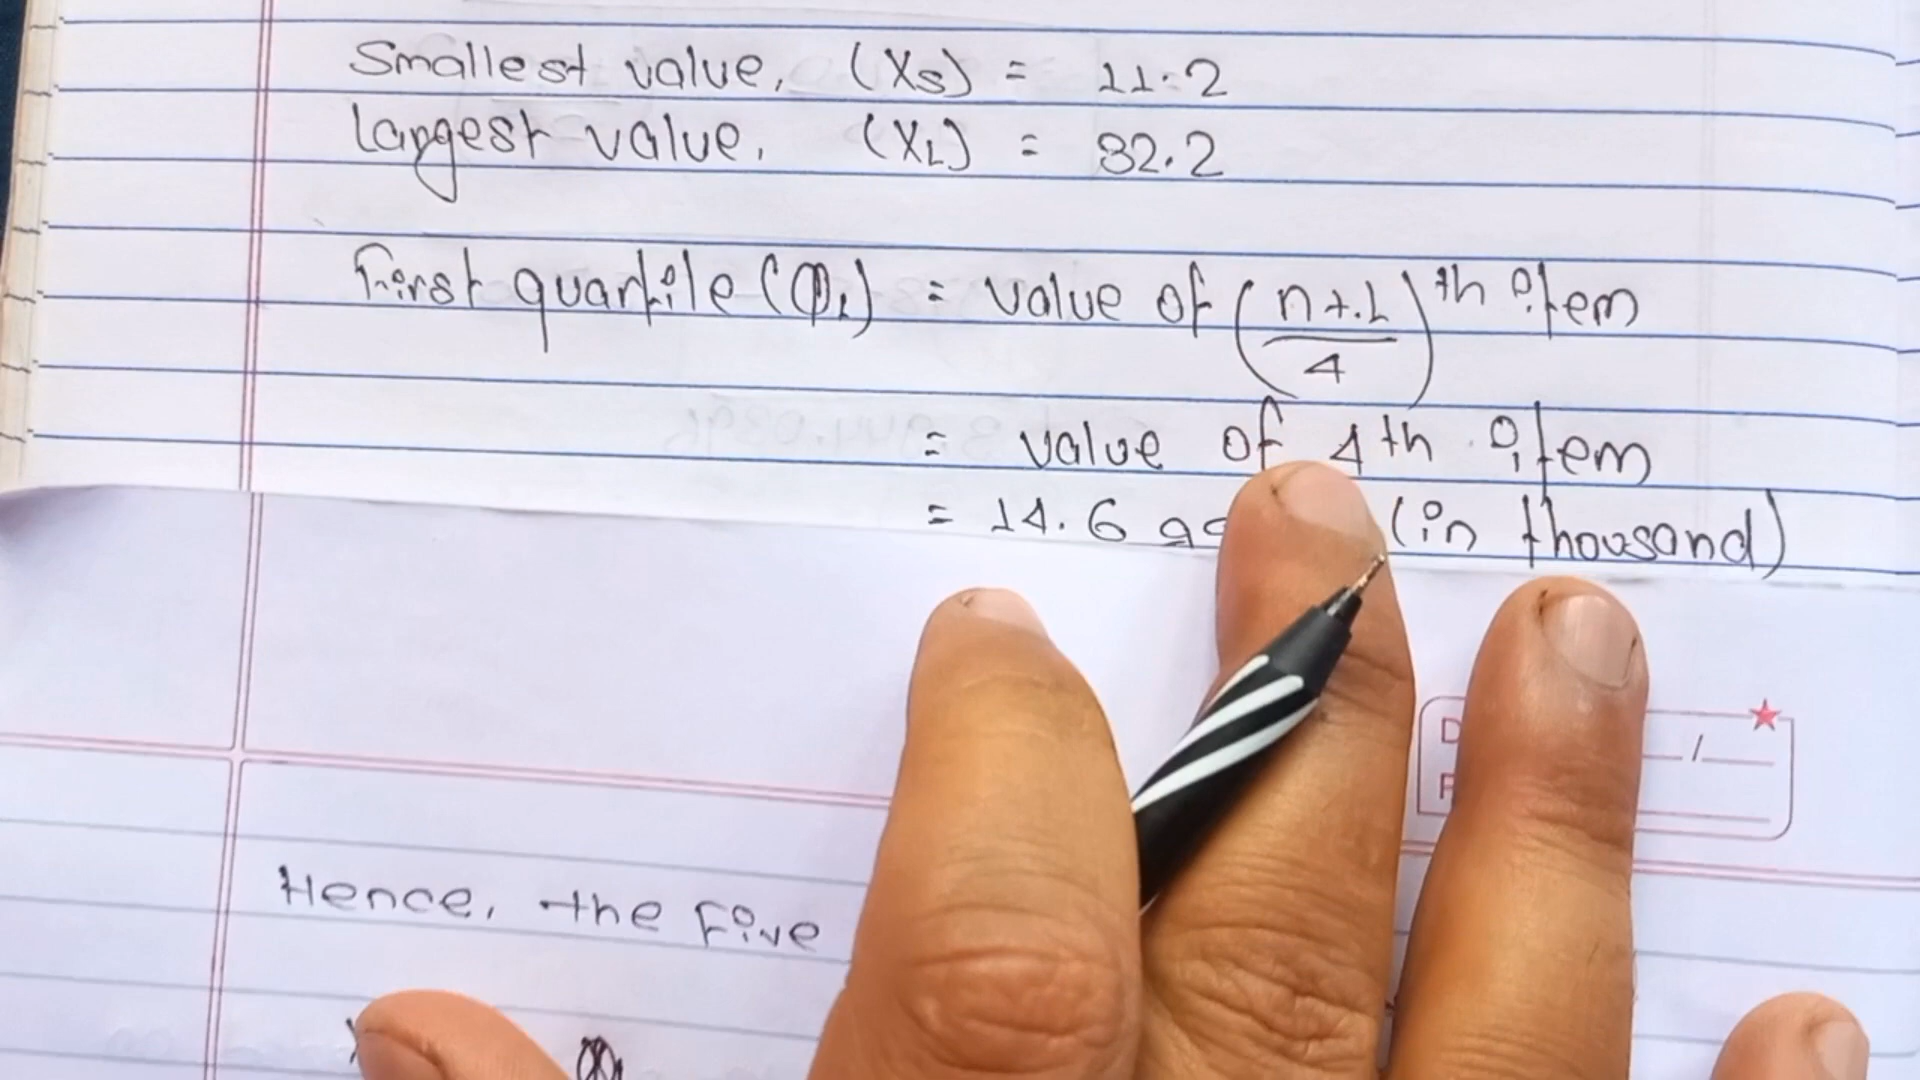 Smallest value, (Xs) = 11.2
Largest value, (XL) = 32.2
First quartile (Q1) = value of (n+1/4)th item
= value of 4th item
= 14.6 (in thousand)
Hence, the Five